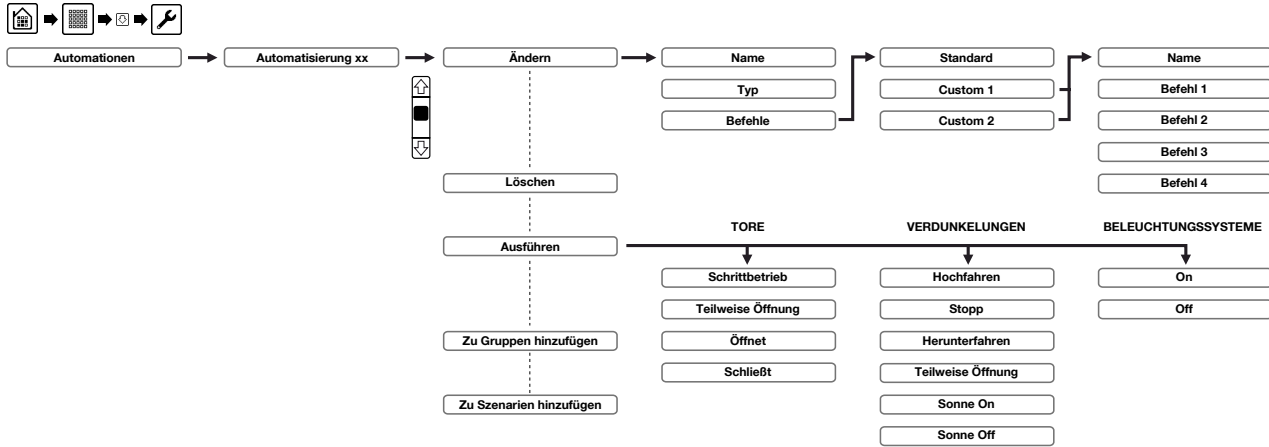 Automationen
Automatisierung xx
Ändern
Name
Standard
Name
Typ
Custom 1
Befehl 1
Befehle
Custom 2
Befehl 2
Befehl 3
Löschen
Befehl 4
TORE
VERDUNKELUNGEN
BELEUCHTUNGSSYSTEME
Ausführen
Schrittbetrieb
Hochfahren
On
Teilweise Öffnung
Stopp
Off
Zu Gruppen hinzufügen
Öffnet
Herunterfahren
Schließt
Teilweise Öffnung
Zu Szenarien hinzufügen
Sonne On
Sonne Off